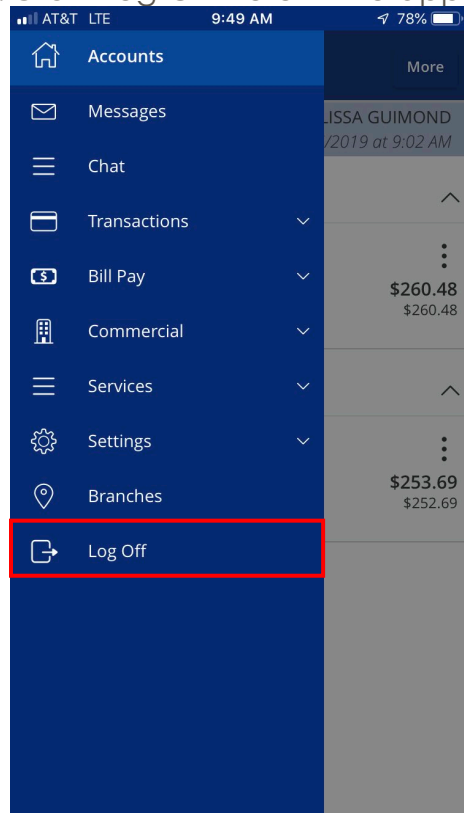 AT&T LTE 9:49 AM 78%
Accounts
More
Messages
LISSA GUIMOND
/2019 at 9:02 AM
Chat
Transactions
Bill Pay
$260.48
$260.48
Commercial
Services
Settings
$253.69
$252.69
Branches
Log Off